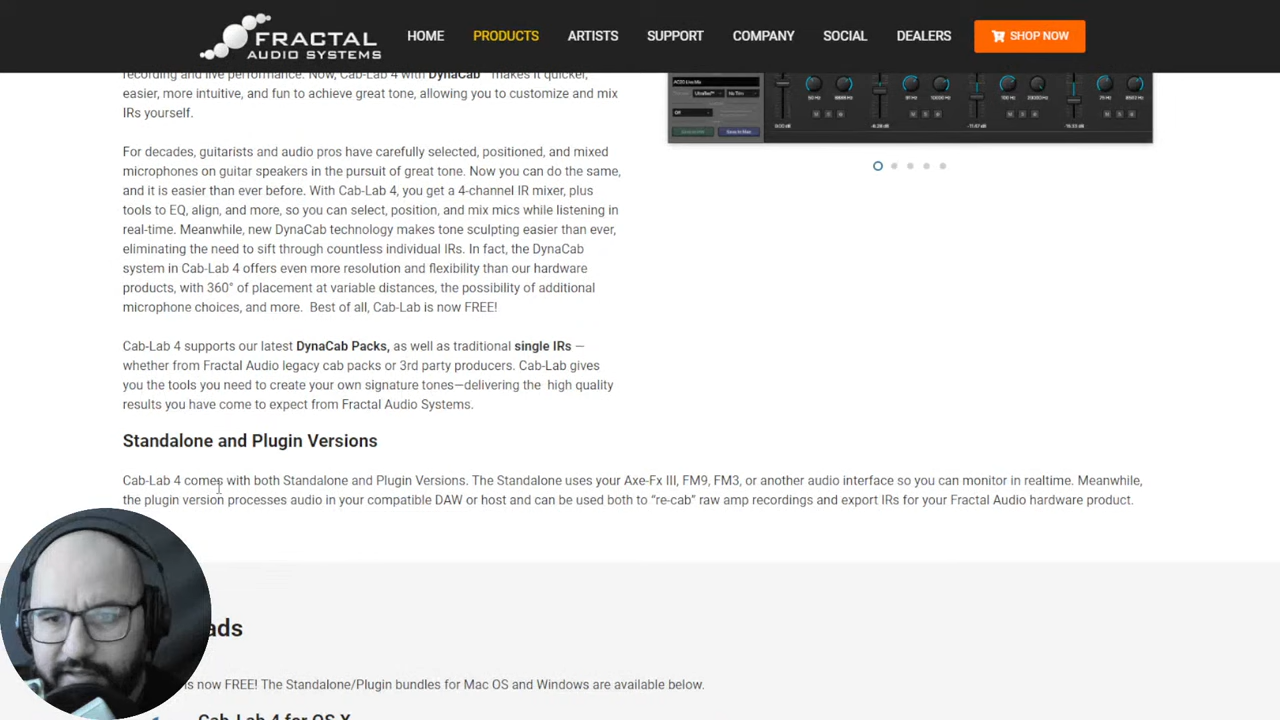 FRACTAL
AUDIO SYSTEMS
HOME PRODUCTS ARTISTS SUPPORT COMPANY SOCIAL DEALERS SHOP NOW
recording and live performance. Now, Cab-Lab 4 with DynaCab™ makes it quicker,
easier, more intuitive, and fun to achieve great tone, allowing you to customize and mix
IRs yourself.
For decades, guitarists and audio pros have carefully selected, positioned, and mixed
microphones on guitar speakers in the pursuit of great tone. Now you can do the same,
and it is easier than ever before. With Cab-Lab 4, you get a 4-channel IR mixer, plus
tools to EQ, align, and more, so you can select, position, and mix mics while listening in
real-time. Meanwhile, new DynaCab technology makes tone sculpting easier than ever,
eliminating the need to sift through countless individual IRs. In fact, the DynaCab
system in Cab-Lab 4 offers even more resolution and flexibility than our hardware
products, with 360° of placement at variable distances, the possibility of additional
microphone choices, and more. Best of all, Cab-Lab is now FREE!
Cab-Lab 4 supports our latest DynaCab Packs, as well as traditional single IRs —
whether from Fractal Audio legacy cab packs or 3rd party producers. Cab-Lab gives
you the tools you need to create your own signature tones—delivering the high quality
results you have come to expect from Fractal Audio Systems.
Standalone and Plugin Versions
Cab-Lab 4 comes with both Standalone and Plugin Versions. The Standalone uses your Axe-Fx III, FM9, FM3, or another audio interface so you can monitor in realtime. Meanwhile,
the plugin version processes audio in your compatible DAW or host and can be used both to “re-cab” raw amp recordings and export IRs for your Fractal Audio hardware product.
ads
is now FREE! The Standalone/Plugin bundles for Mac OS and Windows are available below.
Cab-Lab 4 for OS X